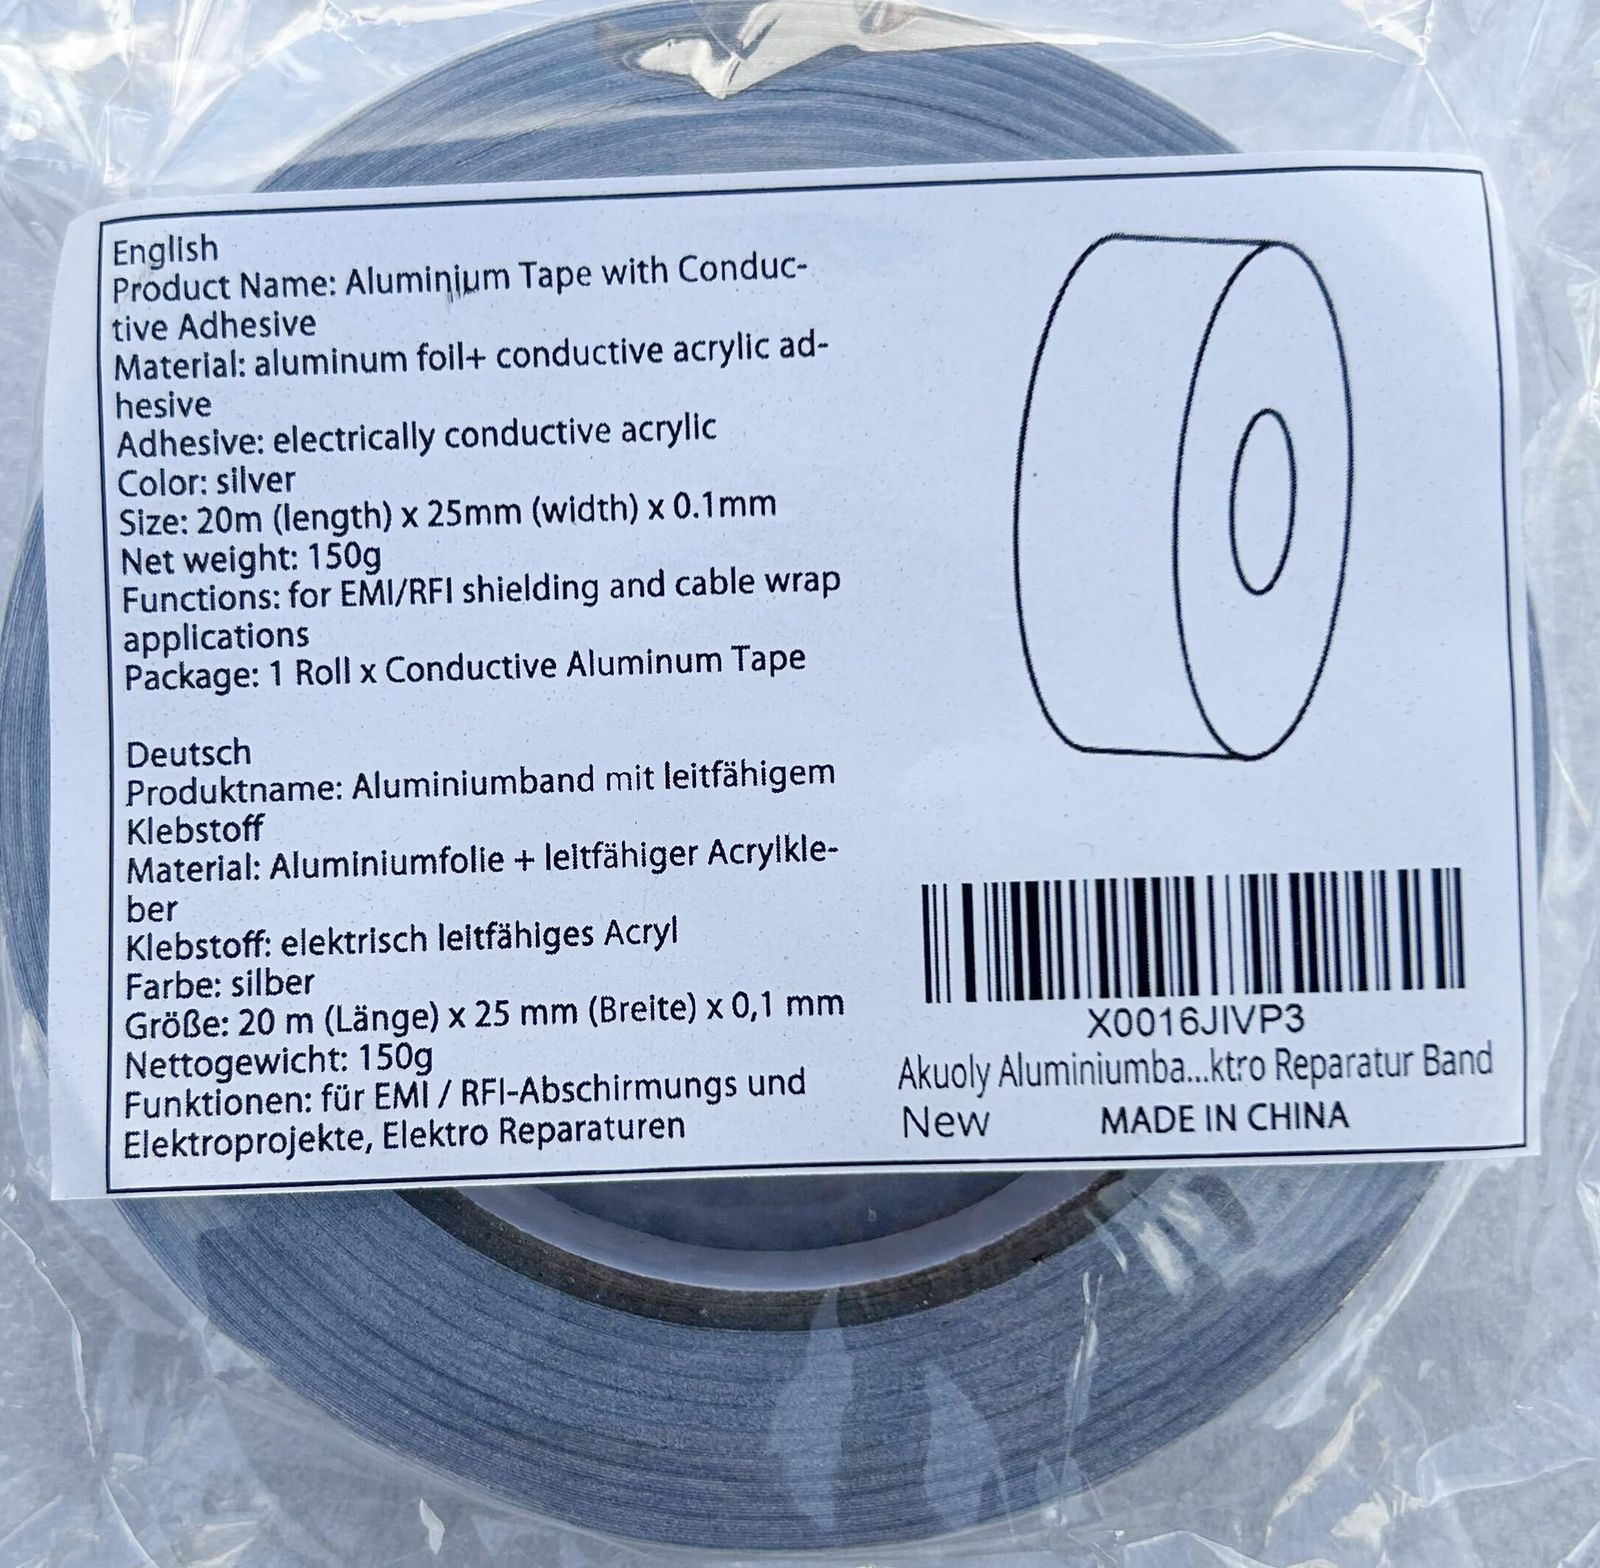 English
Product Name: Aluminium Tape with Conduc-
tive Adhesive
Material: aluminum foil+ conductive acrylic ad-
hesive
Adhesive: electrically conductive acrylic
Color: silver
Size: 20m (length) x 25mm (width) x 0.1mm
Net weight: 150g
Functions: for EMI/RFI shielding and cable wrap
applications
Package: 1 Roll x Conductive Aluminum Tape
Deutsch
Produktname: Aluminiumband mit leitfähigem
Klebstoff
Material: Aluminiumfolie + leitfähiger Acrylkle-
ber
Klebstoff: elektrisch leitfähiges Acryl
Farbe: silber
Größe: 20 m (Länge) x 25 mm (Breite) x 0,1 mm
Nettogewicht: 150g
Funktionen: für EMI / RFI-Abschirmungs und
Elektroprojekte, Elektro Reparaturen
X0016JIVP3
Akuoly Aluminiumba...ktro Reparatur Band
New MADE IN CHINA